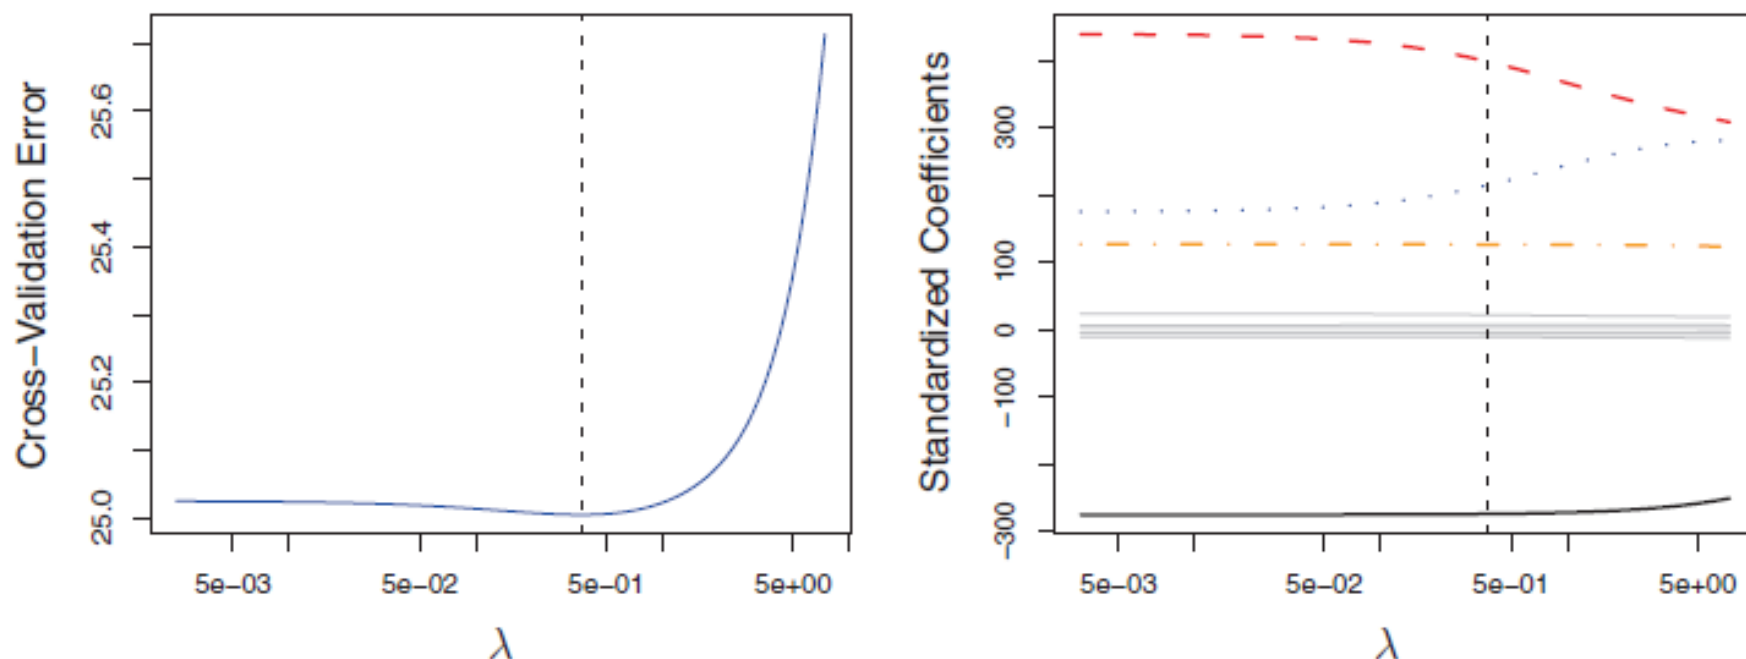 Cross−Validation Error
25.6
25.4
25.2
25.0
5e−03 5e−02 5e−01 5e+00
λ
Standardized Coefficients
300
100
0
−100
−300
5e−03 5e−02 5e−01 5e+00
λ